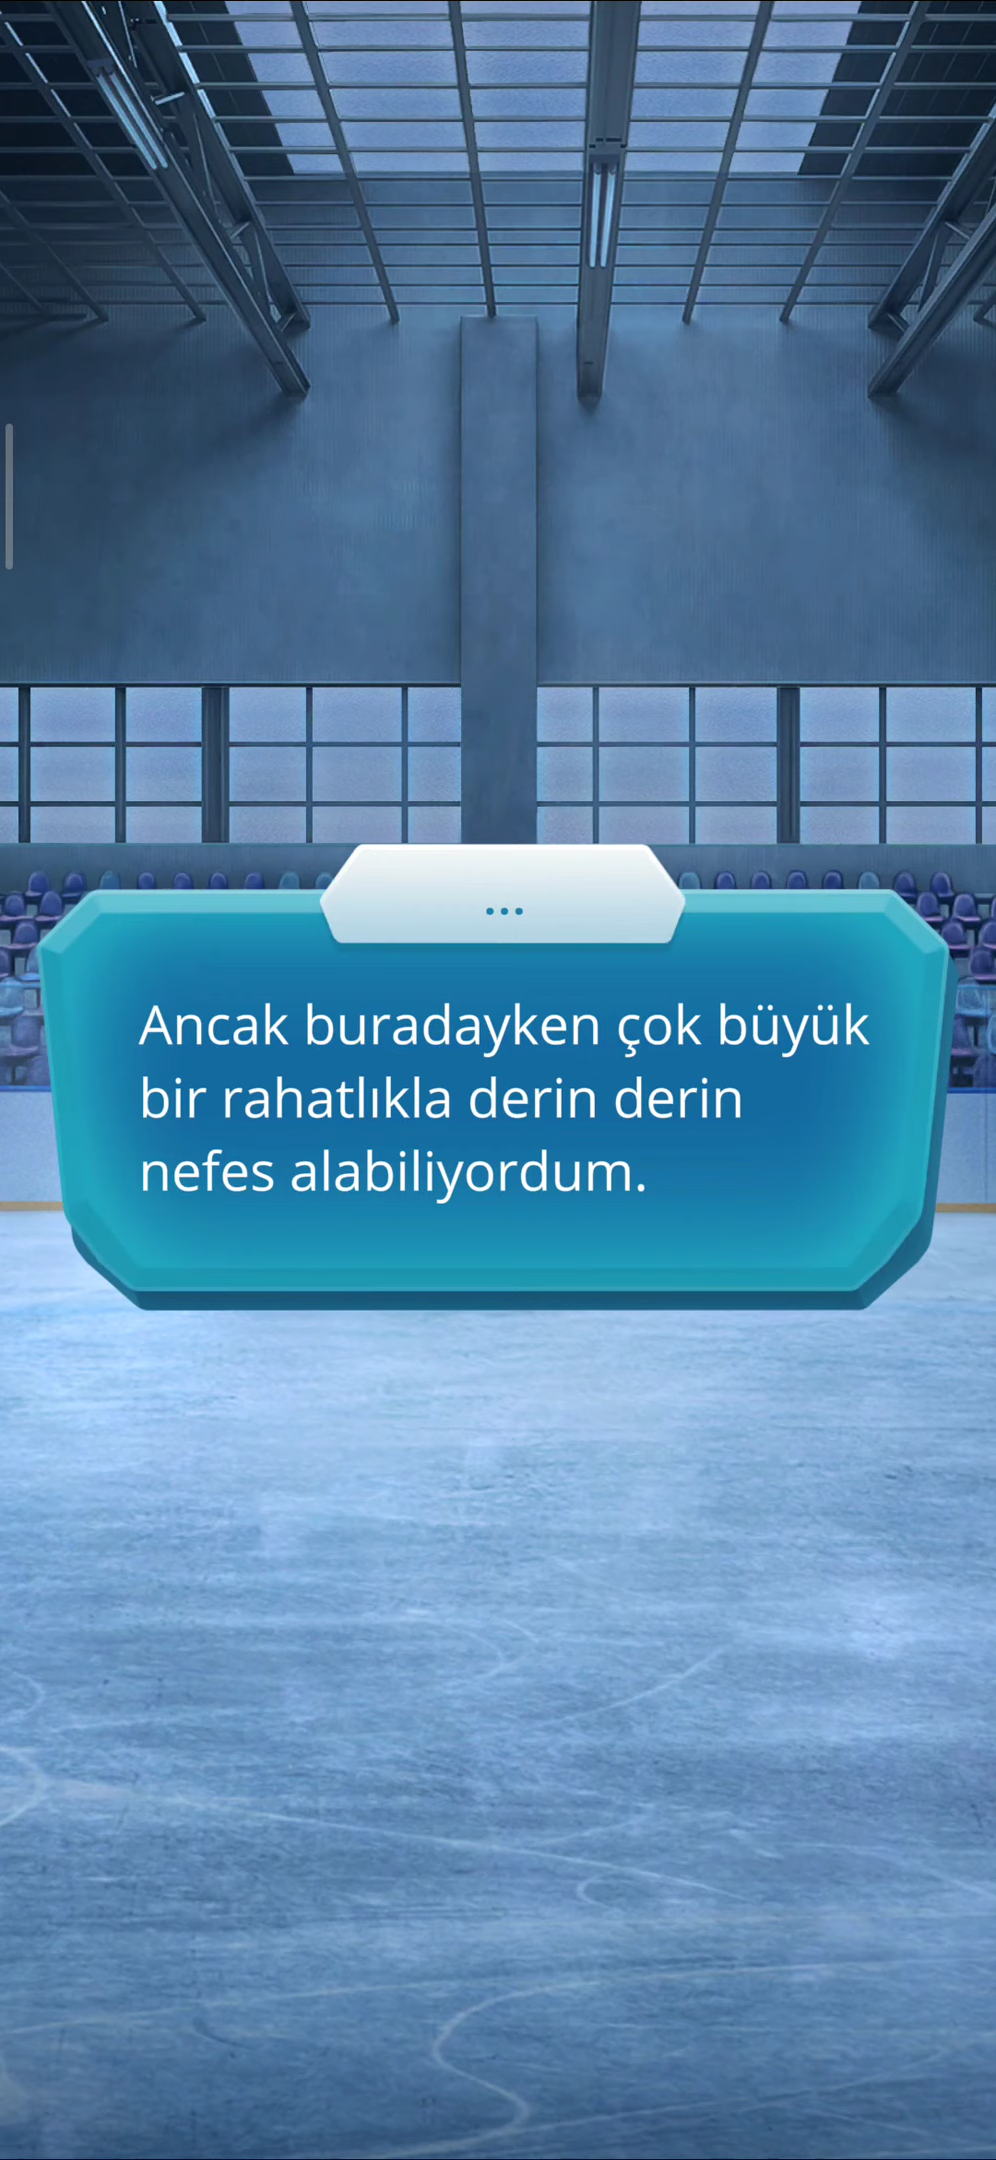 ...
Ancak buradayken çok büyük
bir rahatlıkla derin derin
nefes alabiliyordum.